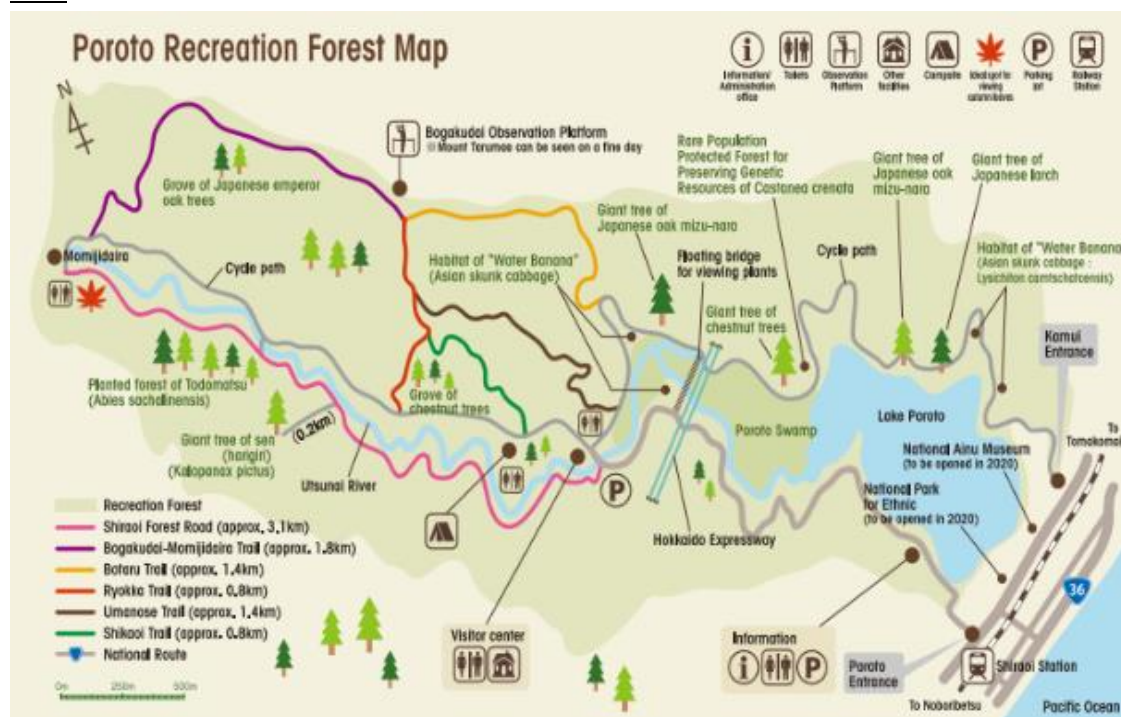 Poroto Recreation Forest Map
N
Information/
Administration
office
Toilets
Observation
Platform
Other
facilities
Campsite
Ideal spot for
viewing
autumn leaves
Parking
lot
Railway
Station
Bogakudai Observation Platform
※Mount Tarumae can be seen on a fine day
Rare Population
Protected Forest for
Preserving Genetic
Resources of Castanea crenata
Giant tree of
Japanese oak
mizu-nara
Giant tree of
Japanese larch
Grove of Japanese emperor
oak trees
Giant tree of
Japanese oak mizu-nara
Momijidaira
Cycle path
Habitat of "Water Banana"
(Asian skunk cabbage)
Floating bridge
for viewing plants
Cycle path
Habitat of "Water Banana"
(Asian skunk cabbage :
Lysichiton camtschatcensis)
Giant tree of
chestnut trees
Kamui
Entrance
Planted forest of Todomatsu
(Abies sachalinensis)
Grove of
chestnut trees
Giant tree of sen
(harigiri)
(Kalopanax pictus)
(0.2km)
Utsunai River
Poroto Swamp
Lake Poroto
To
Tomakomai
National Ainu Museum
(to be opened in 2020)
National Park
for Ethnic
(to be opened in 2020)
P
Hokkaido Expressway
Recreation Forest
Shiraoi Forest Road (approx. 3.1km)
Bogakudai-Momijidaira Trail (approx. 1.8km)
Botaru Trail (approx. 1.4km)
Ryokka Trail (approx. 0.8km)
Umanose Trail (approx. 1.4km)
Shikaoi Trail (approx. 0.8km)
National Route
0m 250m 500m
Visitor center
Information
P
Poroto
Entrance
Shiraoi Station
36
To Noboribetsu
Pacific Ocean